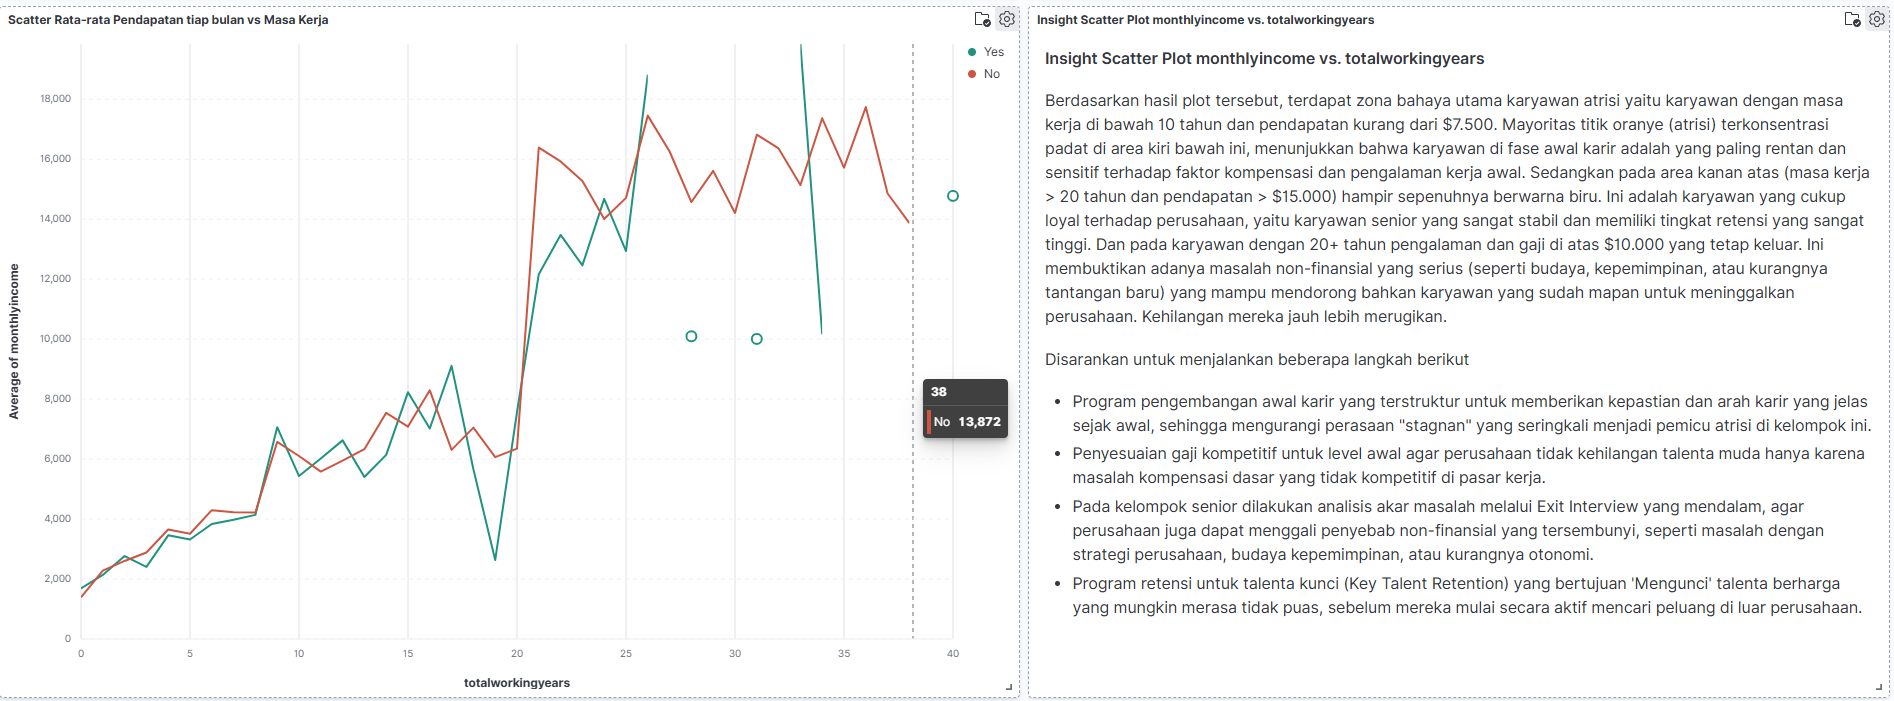 Scatter Rata-rata Pendapatan tiap bulan vs Masa Kerja
Yes
No
18,000
16,000
14,000
12,000
10,000
8,000
6,000
4,000
2,000
0
Average of monthlyincome
0
5
10
15
20
25
30
35
40
totalworkingyears
38
No 13,872
Insight Scatter Plot monthlyincome vs. totalworkingyears
Insight Scatter Plot monthlyincome vs. totalworkingyears
Berdasarkan hasil plot tersebut, terdapat zona bahaya utama karyawan atrisi yaitu karyawan dengan masa
kerja di bawah 10 tahun dan pendapatan kurang dari $7.500. Mayoritas titik oranye (atrisi) terkonsentrasi
padat di area kiri bawah ini, menunjukkan bahwa karyawan di fase awal karir adalah yang paling rentan dan
sensitif terhadap faktor kompensasi dan pengalaman kerja awal. Sedangkan pada area kanan atas (masa kerja
> 20 tahun dan pendapatan > $15.000) hampir sepenuhnya berwarna biru. Ini adalah karyawan yang cukup
loyal terhadap perusahaan, yaitu karyawan senior yang sangat stabil dan memiliki tingkat retensi yang sangat
tinggi. Dan pada karyawan dengan 20+ tahun pengalaman dan gaji di atas $10.000 yang tetap keluar. Ini
membuktikan adanya masalah non-finansial yang serius (seperti budaya, kepemimpinan, atau kurangnya
tantangan baru) yang mampu mendorong bahkan karyawan yang sudah mapan untuk meninggalkan
perusahaan. Kehilangan mereka jauh lebih merugikan.
Disarankan untuk menjalankan beberapa langkah berikut
• Program pengembangan awal karir yang terstruktur untuk memberikan kepastian dan arah karir yang jelas
sejak awal, sehingga mengurangi perasaan "stagnan" yang seringkali menjadi pemicu atrisi di kelompok ini.
• Penyesuaian gaji kompetitif untuk level awal agar perusahaan tidak kehilangan talenta muda hanya karena
masalah kompensasi dasar yang tidak kompetitif di pasar kerja.
• Pada kelompok senior dilakukan analisis akar masalah melalui Exit Interview yang mendalam, agar
perusahaan juga dapat menggali penyebab non-finansial yang tersembunyi, seperti masalah dengan
strategi perusahaan, budaya kepemimpinan, atau kurangnya otonomi.
• Program retensi untuk talenta kunci (Key Talent Retention) yang bertujuan 'Mengunci' talenta berharga
yang mungkin merasa tidak puas, sebelum mereka mulai secara aktif mencari peluang di luar perusahaan.